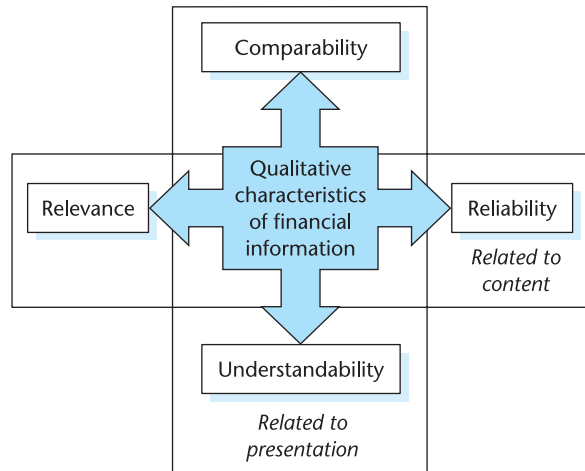 Comparability
Qualitative
characteristics
of financial
information
Relevance
Reliability
Related to
content
Understandability
Related to
presentation